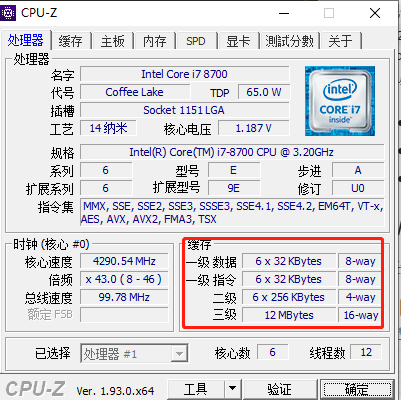 CPU-Z
处理器 缓存 主板 内存 SPD 显卡 测试分数 关于
处理器
名字 Intel Core i7 8700
代号 Coffee Lake TDP 65.0 W
插槽 Socket 1151 LGA
工艺 14 纳米 核心电压 1.187 V
intel
CORE i7
inside™
规格 Intel(R) Core(TM) i7-8700 CPU @ 3.20GHz
系列 6 型号 E 步进 A
扩展系列 6 扩展型号 9E 修订 U0
指令集 MMX, SSE, SSE2, SSE3, SSSE3, SSE4.1, SSE4.2, EM64T, VT-x,
AES, AVX, AVX2, FMA3, TSX
时钟 (核心 #0)
核心速度 4290.54 MHz
倍频 x 43.0 ( 8 - 46 )
总线速度 99.78 MHz
额定 FSB
缓存
一级 数据 6 x 32 KBytes 8-way
一级 指令 6 x 32 KBytes 8-way
二级 6 x 256 KBytes 4-way
三级 12 MBytes 16-way
已选择 处理器 #1 核心数 6 线程数 12
CPU-Z Ver. 1.93.0.x64 工具 验证 确定